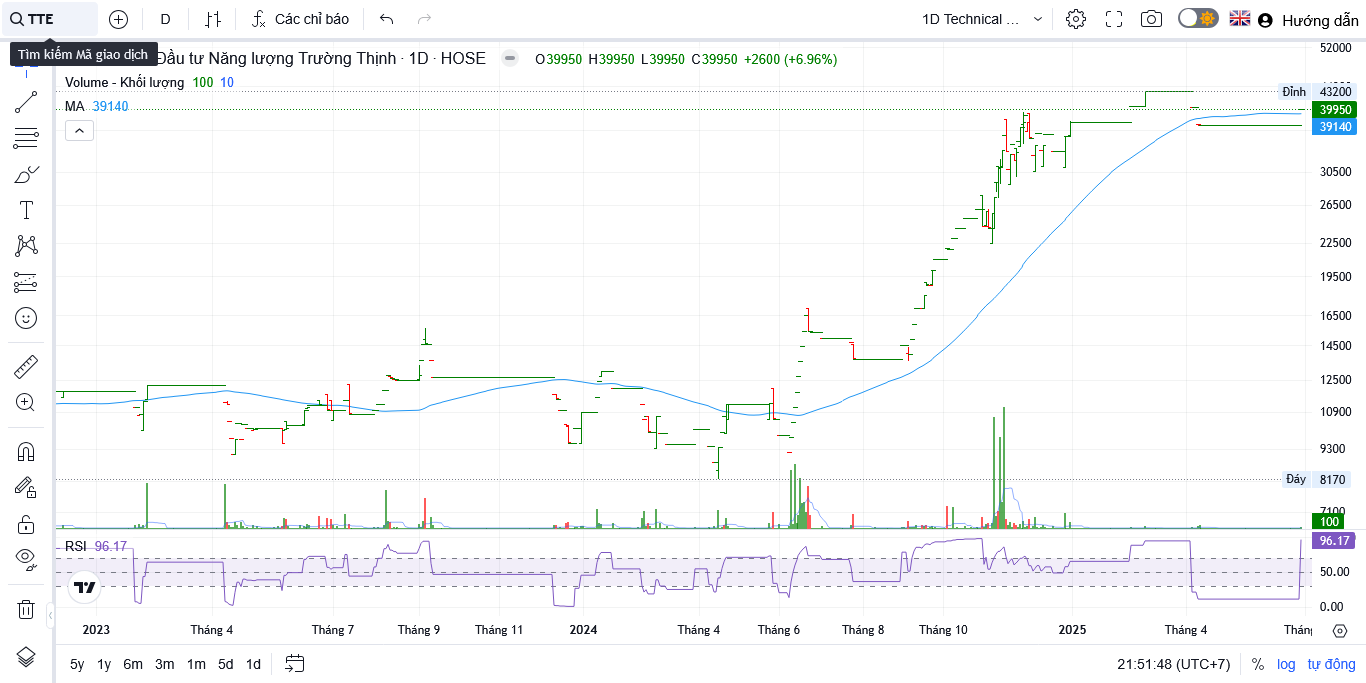 TTE
D
Các chỉ báo
1D Technical ...
Hướng dẫn
Tìm kiếm Mã giao dịch
Đầu tư Năng lượng Trường Thịnh · 1D · HOSE
O39950 H39950 L39950 C39950 +2600 (+6.96%)
Volume - Khối lượng 100 10
MA 39140
52000
Đỉnh 43200
39950
39140
30500
26500
22500
19500
16500
14500
12500
10900
9300
Đáy 8170
7100
100
RSI 96.17
96.17
50.00
0.00
2023 Tháng 4 Tháng 7 Tháng 9 Tháng 11 2024 Tháng 4 Tháng 6 Tháng 8 Tháng 10 2025 Tháng 4
5y 1y 6m 3m 1m 5d 1d
21:51:48 (UTC+7) % log tự động